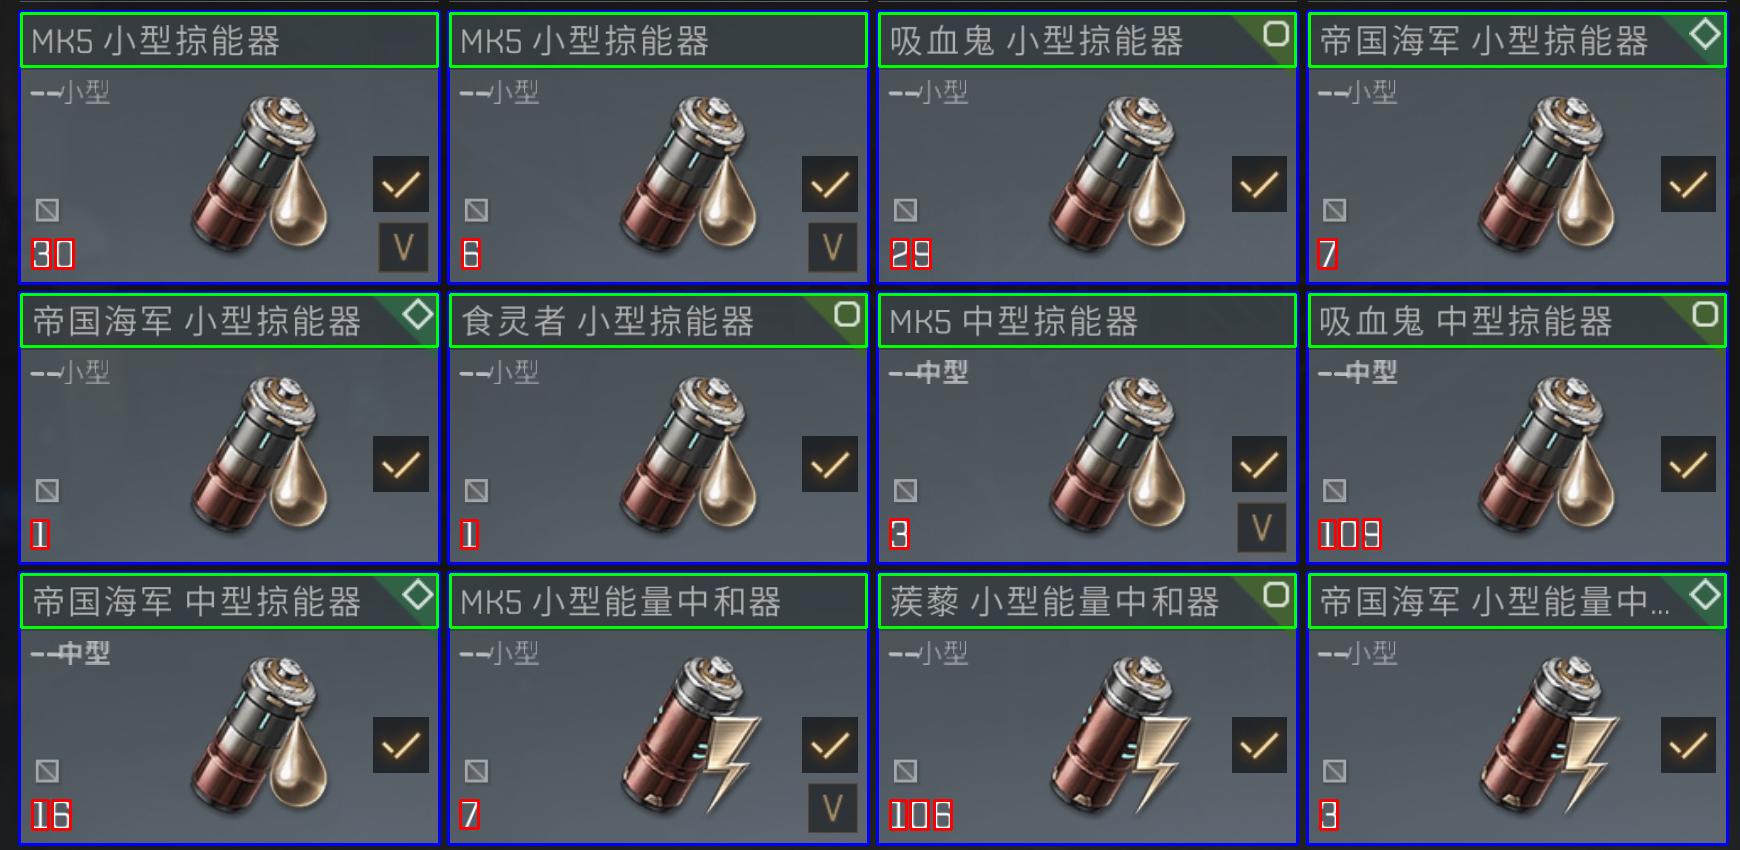 MK5 小型掠能器
小型
V
30
MK5 小型掠能器
小型
V
6
吸血鬼 小型掠能器
小型
29
帝国海军 小型掠能器
小型
7
帝国海军 小型掠能器
小型
1
食灵者 小型掠能器
小型
1
MK5 中型掠能器
中型
V
3
吸血鬼 中型掠能器
中型
109
帝国海军 中型掠能器
中型
16
MK5 小型能量中和器
小型
V
7
蒺藜 小型能量中和器
小型
106
帝国海军 小型能量中...
小型
3